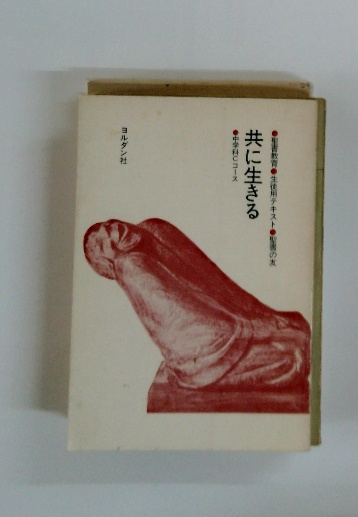 ●聖書教育●生徒用テキスト●聖書の友
共に生きる
●中学科Cコース
ヨルダン社